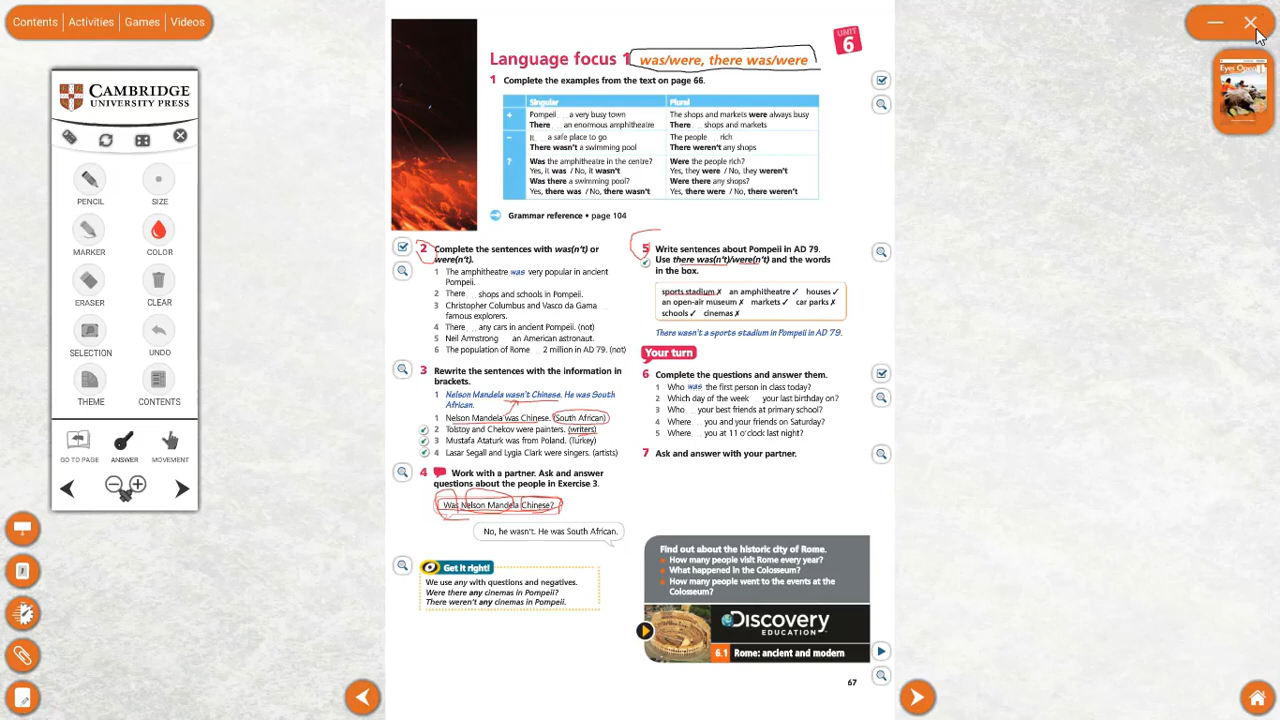 Contents Activities Games Videos
CAMBRIDGE
UNIVERSITY PRESS
PENCIL SIZE
MARKER COLOR
ERASER CLEAR
SELECTION UNDO
THEME CONTENTS
GO TO PAGE ANSWER MOVEMENT
Language focus 1 was/were, there was/were
UNIT
6
1 Complete the examples from the text on page 66.
Singular Plural
+ Pompeii a very busy town The shops and markets were always busy
There an enormous amphitheatre There shops and markets
– It a safe place to go The people rich
There wasn't a swimming pool There weren't any shops
? Was the amphitheatre in the centre? Were the people rich?
Yes, it was / No, it wasn't Yes, they were / No, they weren't
Was there a swimming pool? Were there any shops?
Yes, there was / No, there wasn't Yes, there were / No, there weren't
Grammar reference • page 104
2 Complete the sentences with was(n't) or
were(n't).
1 The amphitheatre was very popular in ancient
Pompeii.
2 There shops and schools in Pompeii.
3 Christopher Columbus and Vasco da Gama
famous explorers.
4 There any cars in ancient Pompeii. (not)
5 Neil Armstrong an American astronaut.
6 The population of Rome 2 million in AD 79. (not)
3 Rewrite the sentences with the information in
brackets.
1 Nelson Mandela wasn't Chinese. He was South
African.
1 Nelson Mandela was Chinese. (South African)
2 Tolstoy and Chekov were painters. (writers)
3 Mustafa Ataturk was from Poland. (Turkey)
4 Lasar Segall and Lygia Clark were singers. (artists)
4 Work with a partner. Ask and answer
questions about the people in Exercise 3.
Was Nelson Mandela Chinese?
No, he wasn't. He was South African.
Get it right!
We use any with questions and negatives.
Were there any cinemas in Pompeii?
There weren't any cinemas in Pompeii.
5 Write sentences about Pompeii in AD 79.
Use there was(n't)/were(n't) and the words
in the box.
sports stadium ✗ an amphitheatre ✓ houses ✓
an open-air museum ✗ markets ✓ car parks ✗
schools ✓ cinemas ✗
There wasn't a sports stadium in Pompeii in AD 79.
Your turn
6 Complete the questions and answer them.
1 Who was the first person in class today?
2 Which day of the week your last birthday on?
3 Who your best friends at primary school?
4 Where you and your friends on Saturday?
5 Where you at 11 o'clock last night?
7 Ask and answer with your partner.
Find out about the historic city of Rome.
• How many people visit Rome every year?
• What happened in the Colosseum?
• How many people went to the events at the
Colosseum?
Discovery
EDUCATION
6.1 Rome: ancient and modern
67
Eyes Open